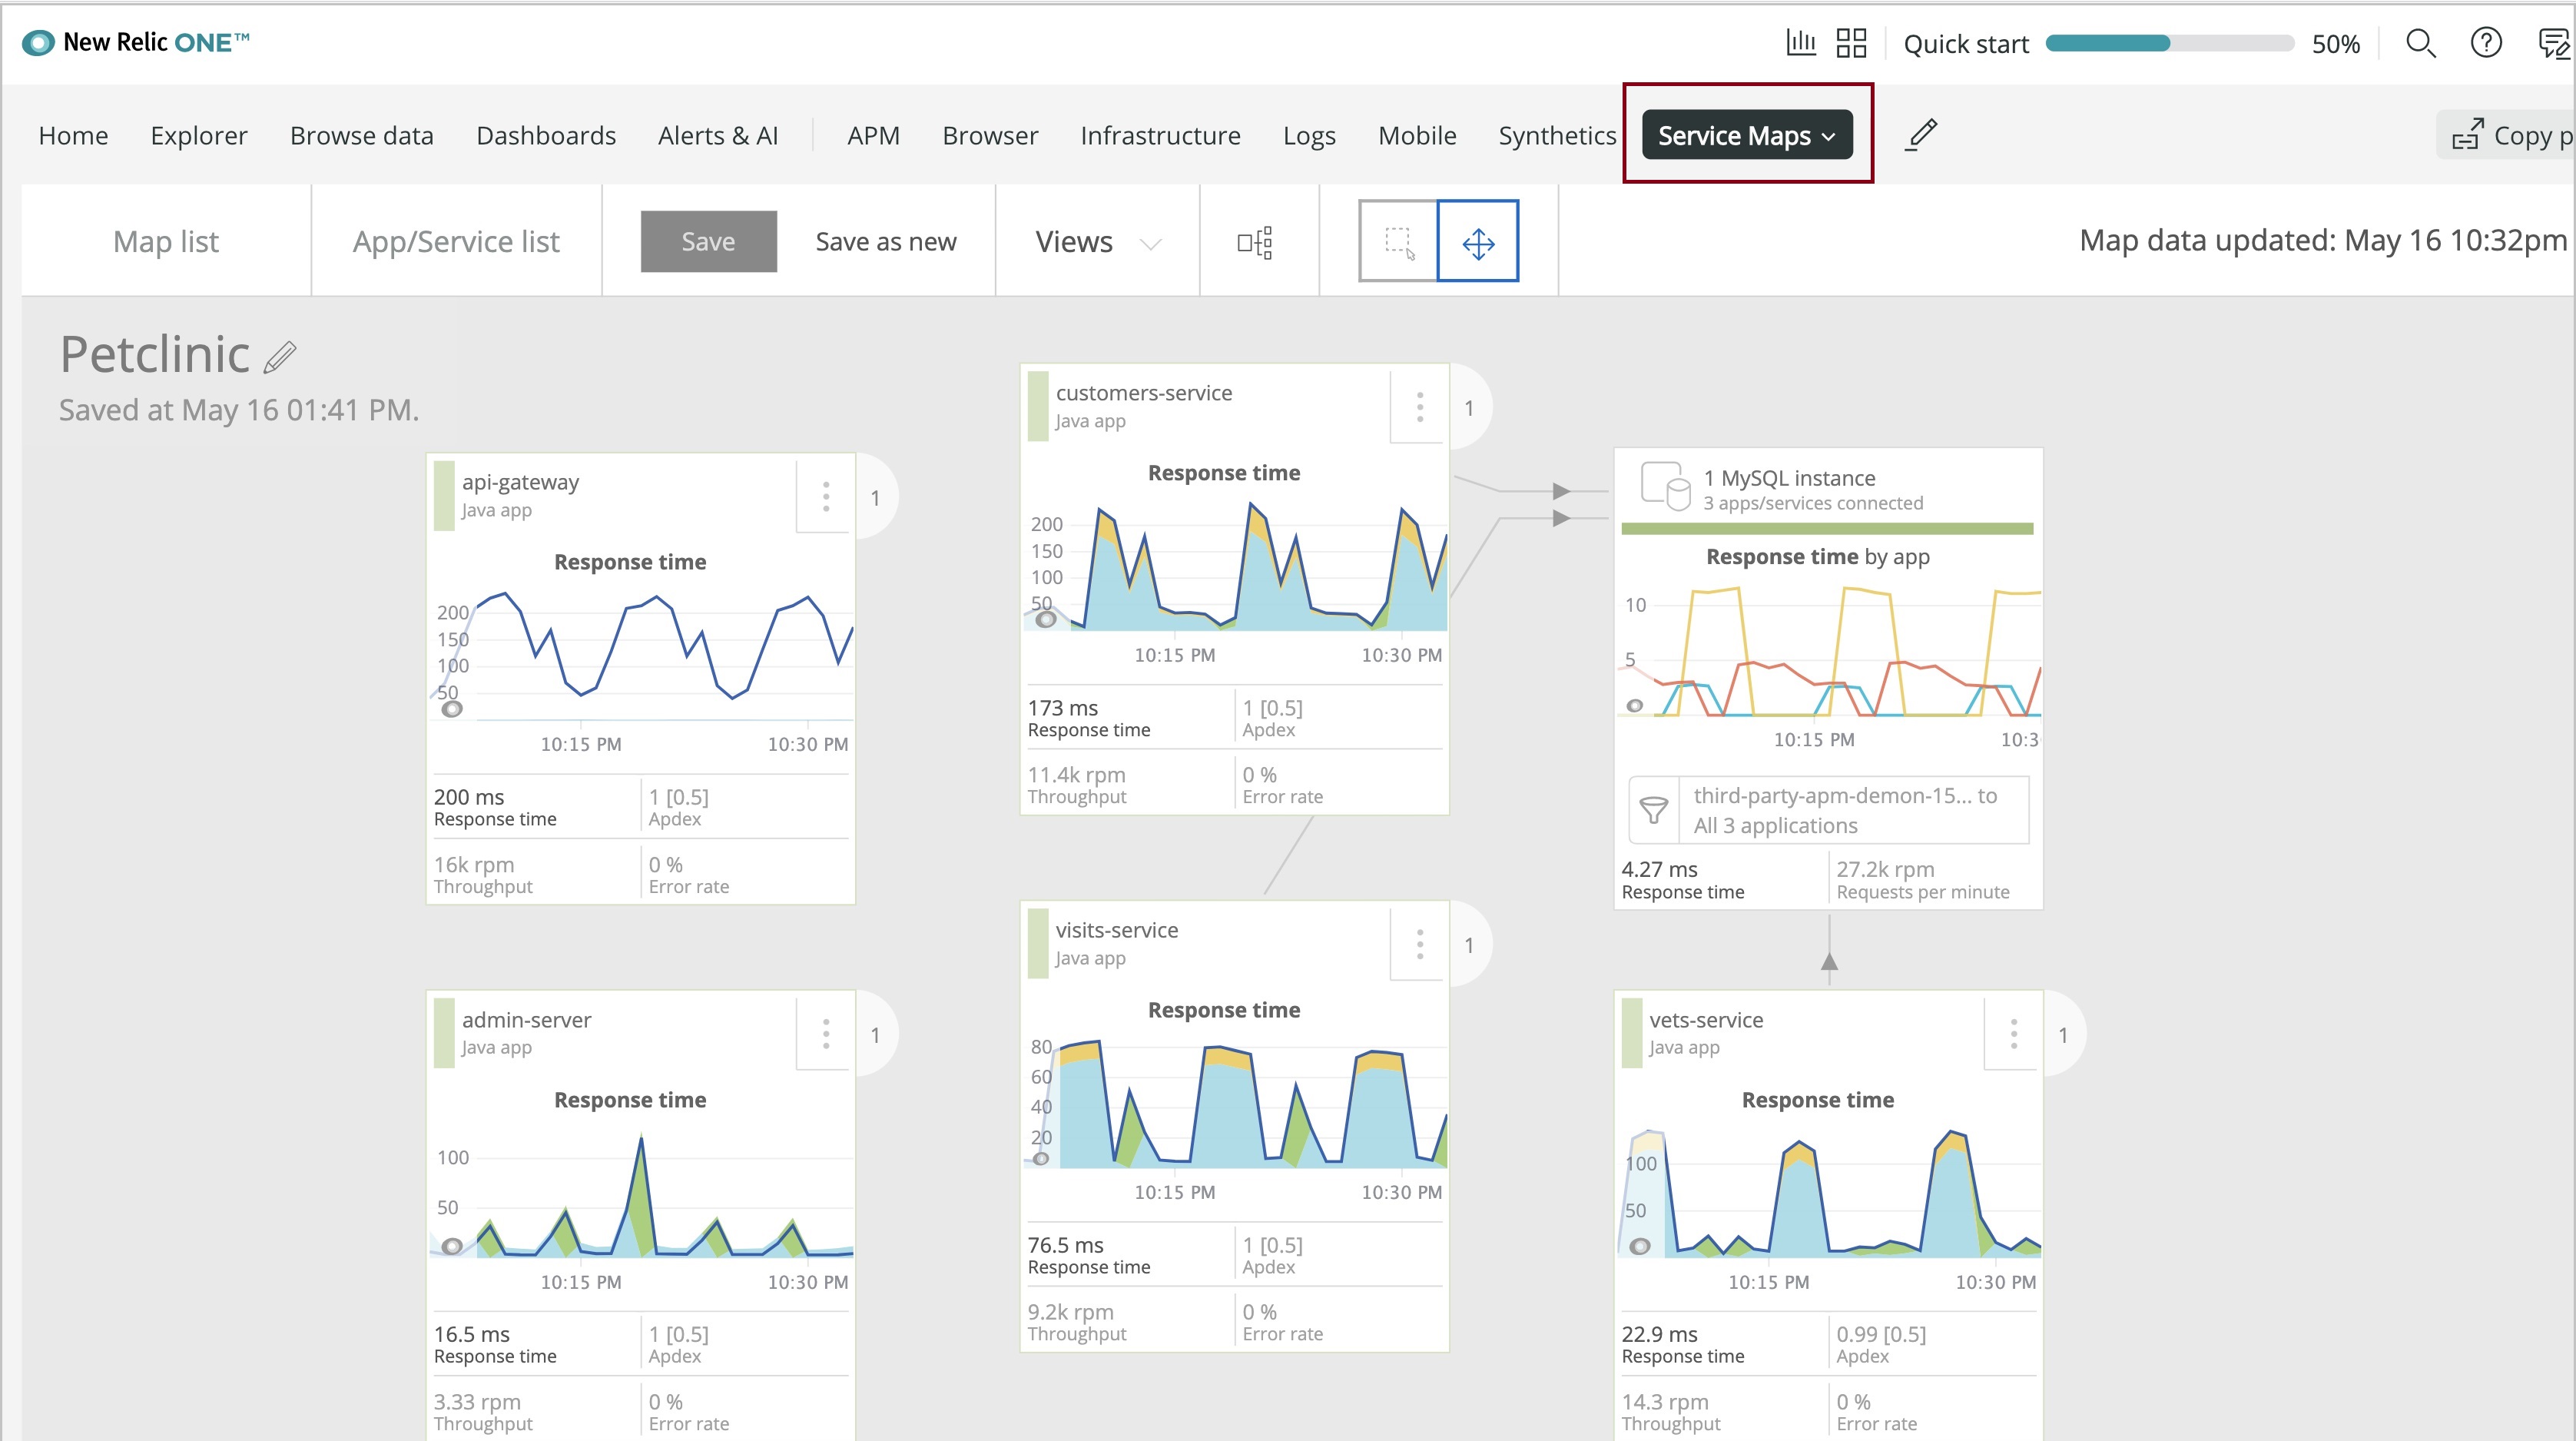 New Relic ONE™
Quick start 50%
Home Explorer Browse data Dashboards Alerts & AI APM Browser Infrastructure Logs Mobile Synthetics Service Maps
Copy p
Map list App/Service list Save Save as new Views
Map data updated: May 16 10:32pm
Petclinic
Saved at May 16 01:41 PM.
api-gateway
Java app
1
Response time
200
150
100
50
10:15 PM 10:30 PM
200 ms 1 [0.5]
Response time Apdex
16k rpm 0 %
Throughput Error rate
admin-server
Java app
1
Response time
100
50
10:15 PM 10:30 PM
16.5 ms 1 [0.5]
Response time Apdex
3.33 rpm 0 %
Throughput Error rate
customers-service
Java app
1
Response time
200
150
100
50
10:15 PM 10:30 PM
173 ms 1 [0.5]
Response time Apdex
11.4k rpm 0 %
Throughput Error rate
visits-service
Java app
1
Response time
80
60
40
20
10:15 PM 10:30 PM
76.5 ms 1 [0.5]
Response time Apdex
9.2k rpm 0 %
Throughput Error rate
1 MySQL instance
3 apps/services connected
Response time by app
10
5
10:15 PM 10:3
third-party-apm-demon-15... to
All 3 applications
4.27 ms 27.2k rpm
Response time Requests per minute
vets-service
Java app
1
Response time
100
50
10:15 PM 10:30 PM
22.9 ms 0.99 [0.5]
Response time Apdex
14.3 rpm 0 %
Throughput Error rate